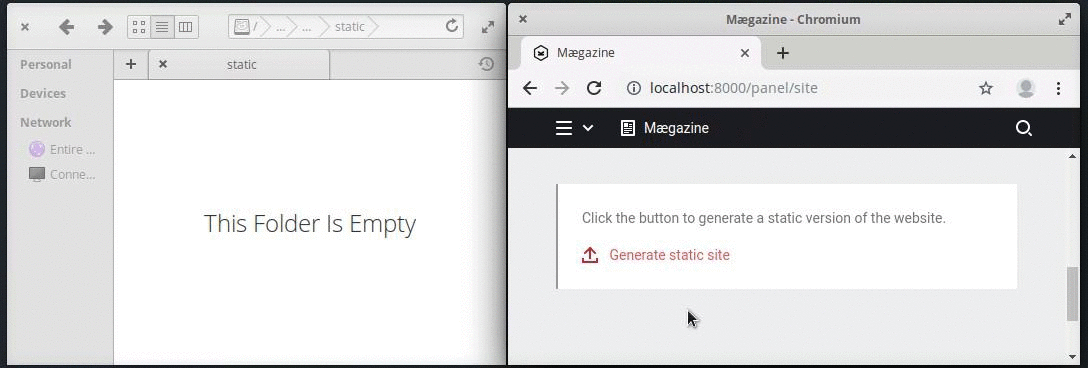 / ... ... static
Personal
Devices
Network
Entire ...
Conne...
static
This Folder Is Empty
Mægazine - Chromium
Mægazine
localhost:8000/panel/site
Mægazine
Click the button to generate a static version of the website.
Generate static site